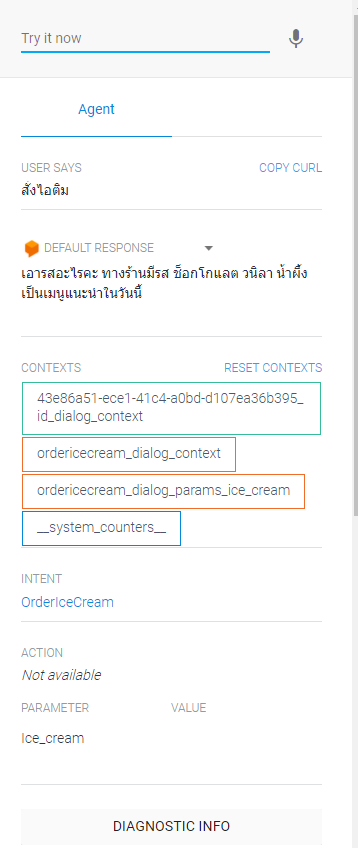 Try it now
Agent
USER SAYS COPY CURL
สั่งไอติม
DEFAULT RESPONSE
เอารสอะไรคะ ทางร้านมีรส ช็อกโกแลต วนิลา น้ำผึ้ง
เป็นเมนูแนะนำในวันนี้
CONTEXTS RESET CONTEXTS
43e86a51-ece1-41c4-a0bd-d107ea36b395_
id_dialog_context
ordericecream_dialog_context
ordericecream_dialog_params_ice_cream
__system_counters__
INTENT
OrderIceCream
ACTION
Not available
PARAMETER VALUE
Ice_cream
DIAGNOSTIC INFO